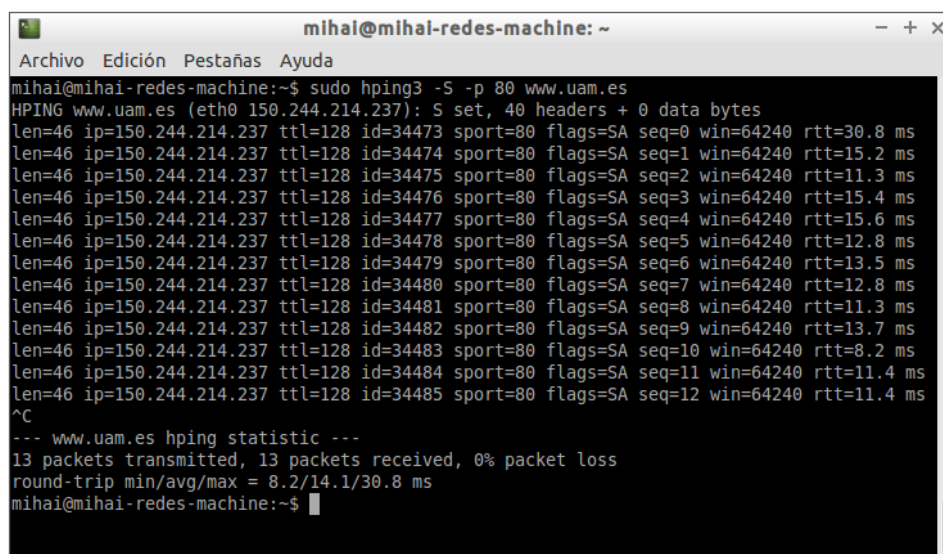 mihai@mihai-redes-machine: ~
Archivo Edición Pestañas Ayuda
mihai@mihai-redes-machine:~$ sudo hping3 -S -p 80 www.uam.es
HPING www.uam.es (eth0 150.244.214.237): S set, 40 headers + 0 data bytes
len=46 ip=150.244.214.237 ttl=128 id=34473 sport=80 flags=SA seq=0 win=64240 rtt=30.8 ms
len=46 ip=150.244.214.237 ttl=128 id=34474 sport=80 flags=SA seq=1 win=64240 rtt=15.2 ms
len=46 ip=150.244.214.237 ttl=128 id=34475 sport=80 flags=SA seq=2 win=64240 rtt=11.3 ms
len=46 ip=150.244.214.237 ttl=128 id=34476 sport=80 flags=SA seq=3 win=64240 rtt=15.4 ms
len=46 ip=150.244.214.237 ttl=128 id=34477 sport=80 flags=SA seq=4 win=64240 rtt=15.6 ms
len=46 ip=150.244.214.237 ttl=128 id=34478 sport=80 flags=SA seq=5 win=64240 rtt=12.8 ms
len=46 ip=150.244.214.237 ttl=128 id=34479 sport=80 flags=SA seq=6 win=64240 rtt=13.5 ms
len=46 ip=150.244.214.237 ttl=128 id=34480 sport=80 flags=SA seq=7 win=64240 rtt=12.8 ms
len=46 ip=150.244.214.237 ttl=128 id=34481 sport=80 flags=SA seq=8 win=64240 rtt=11.3 ms
len=46 ip=150.244.214.237 ttl=128 id=34482 sport=80 flags=SA seq=9 win=64240 rtt=13.7 ms
len=46 ip=150.244.214.237 ttl=128 id=34483 sport=80 flags=SA seq=10 win=64240 rtt=8.2 ms
len=46 ip=150.244.214.237 ttl=128 id=34484 sport=80 flags=SA seq=11 win=64240 rtt=11.4 ms
len=46 ip=150.244.214.237 ttl=128 id=34485 sport=80 flags=SA seq=12 win=64240 rtt=11.4 ms
^C
--- www.uam.es hping statistic ---
13 packets transmitted, 13 packets received, 0% packet loss
round-trip min/avg/max = 8.2/14.1/30.8 ms
mihai@mihai-redes-machine:~$